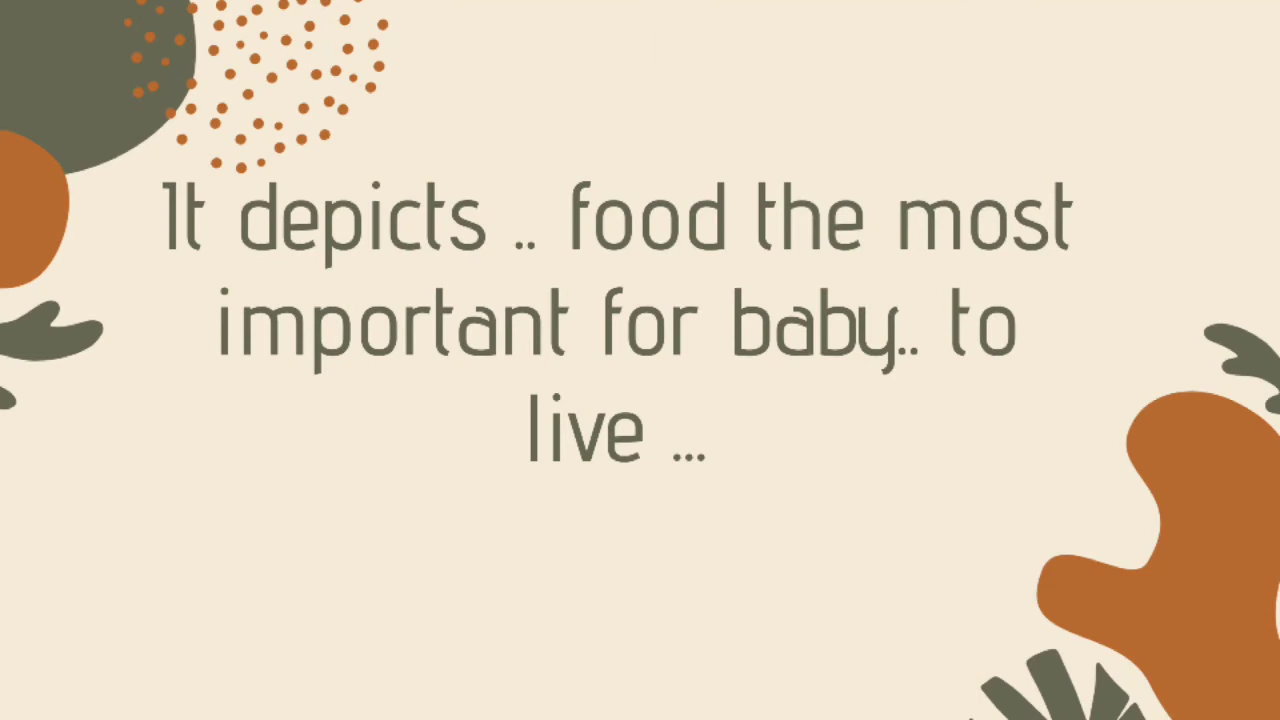 It depicts .. food the most
important for baby.. to
live ...